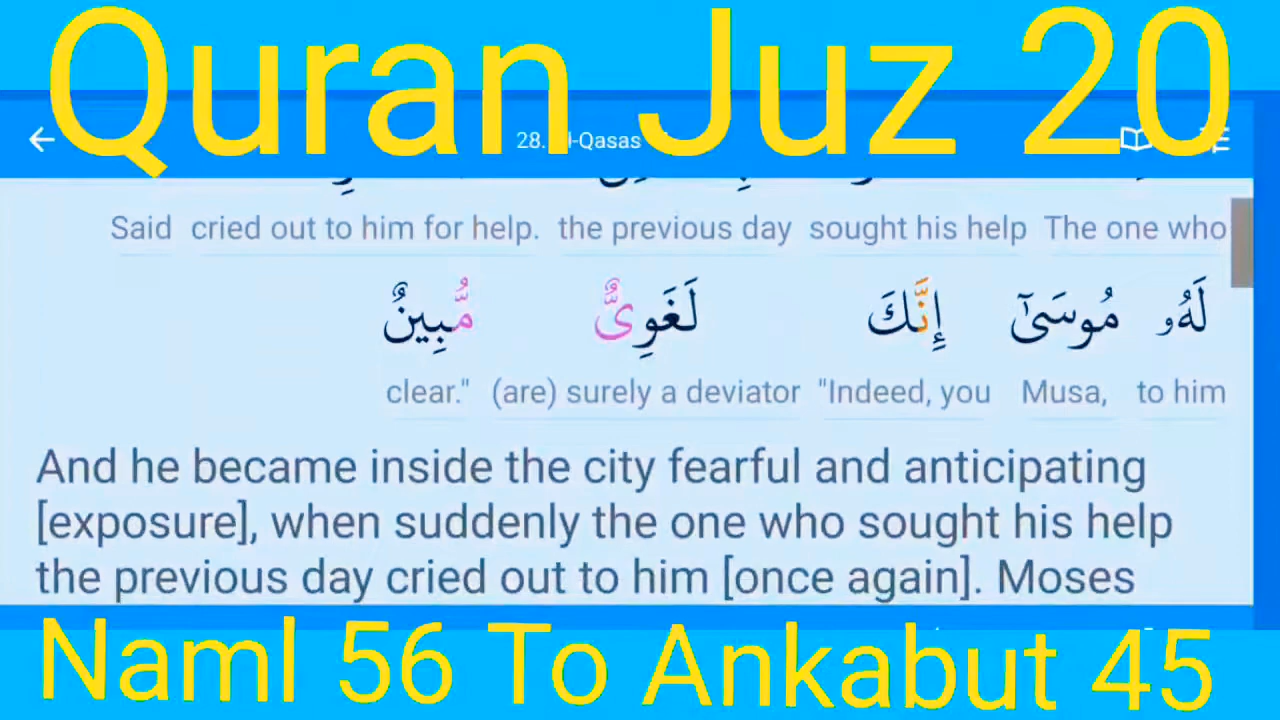 Quran Juz 20
Said cried out to him for help. the previous day sought his help The one who
لَهُۥ مُوسَىٰٓ إِنَّكَ لَغَوِىٌّ مُّبِينٌ
clear." (are) surely a deviator "Indeed, you Musa, to him
And he became inside the city fearful and anticipating
[exposure], when suddenly the one who sought his help
the previous day cried out to him [once again]. Moses
Naml 56 To Ankabut 45